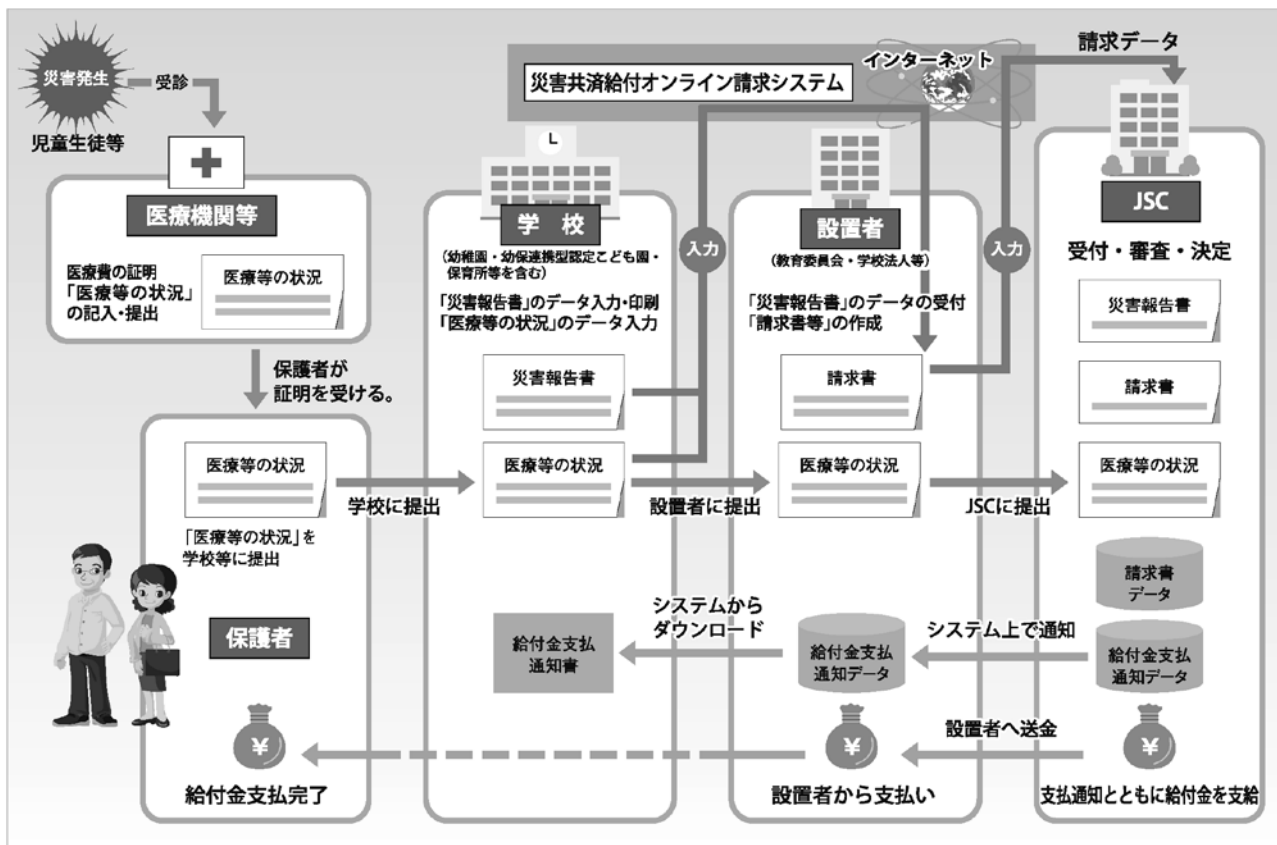 災害発生
受診
児童生徒等
医療機関等
医療費の証明
「医療等の状況」
の記入・提出
医療等の状況
保護者が
証明を受ける。
医療等の状況
「医療等の状況」を
学校等に提出
保護者
¥
給付金支払完了
学校に提出
災害共済給付オンライン請求システム
インターネット
請求データ
学校
(幼稚園・幼保連携型認定こども園・
保育所等を含む)
「災害報告書」のデータ入力・印刷
「医療等の状況」のデータ入力
災害報告書
医療等の状況
入力
設置者に提出
給付金支払
通知書
システムから
ダウンロード
設置者
(教育委員会・学校法人等)
「災害報告書」のデータの受付
「請求書等」の作成
請求書
医療等の状況
入力
JSCに提出
給付金支払
通知データ
システム上で通知
¥
設置者から支払い
設置者へ送金
JSC
受付・審査・決定
災害報告書
請求書
医療等の状況
請求書
データ
給付金支払
通知データ
¥
支払通知とともに給付金を支給